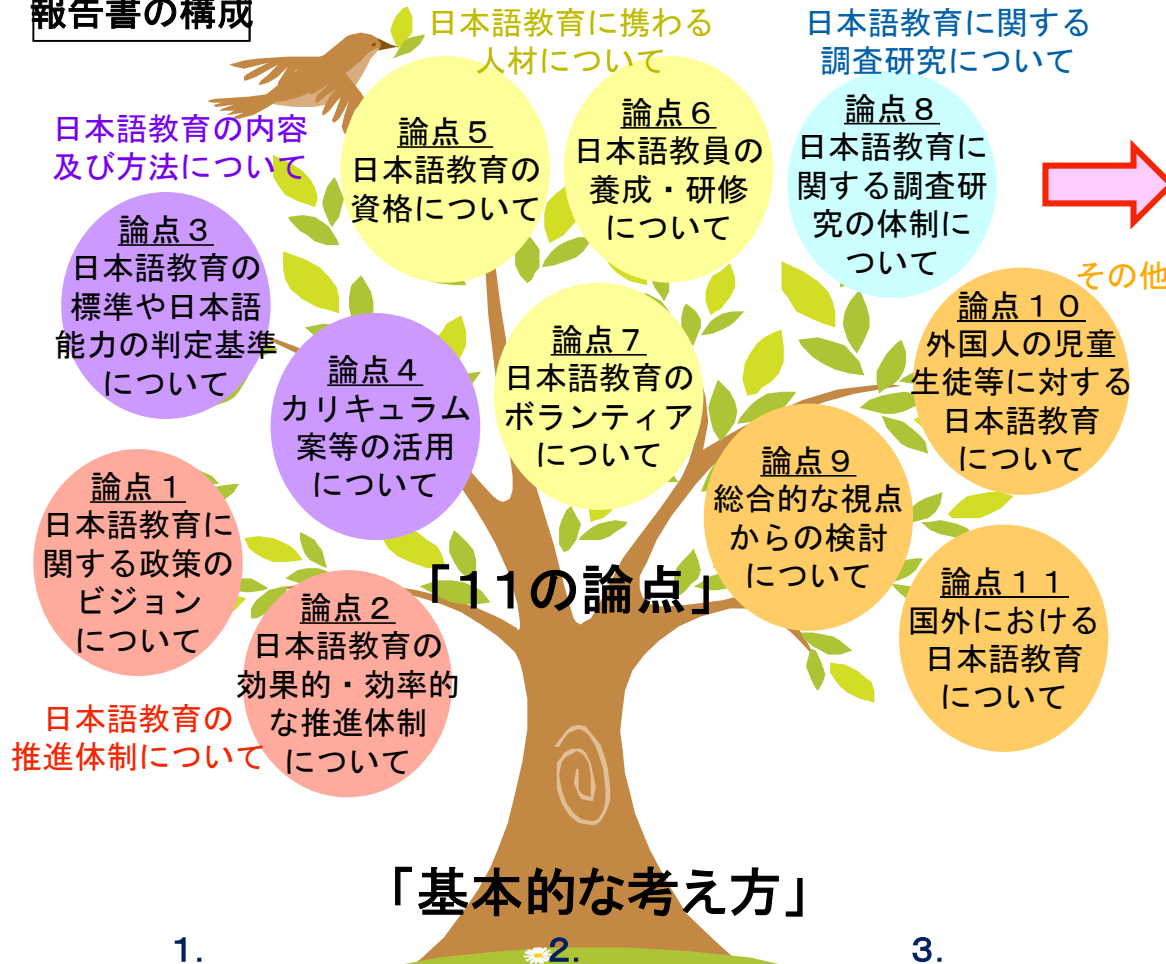 報告書の構成
日本語教育に携わる
人材について
日本語教育に関する
調査研究について
日本語教育の内容
及び方法について
論点５
日本語教育の
資格について
論点６
日本語教員の
養成・研修
について
論点８
日本語教育に
関する調査研
究の体制に
ついて
論点３
日本語教育の
標準や日本語
能力の判定基準
について
論点４
カリキュラム
案等の活用
について
論点７
日本語教育の
ボランティア
について
その他
論点１０
外国人の児童
生徒等に対する
日本語教育
について
論点９
総合的な視点
からの検討
について
論点１
日本語教育に
関する政策の
ビジョン
について
論点２
日本語教育の
効果的・効率的
な推進体制
について
「11の論点」
論点１１
国外における
日本語教育
について
日本語教育の
推進体制について
「基本的な考え方」
1.
2.
3.